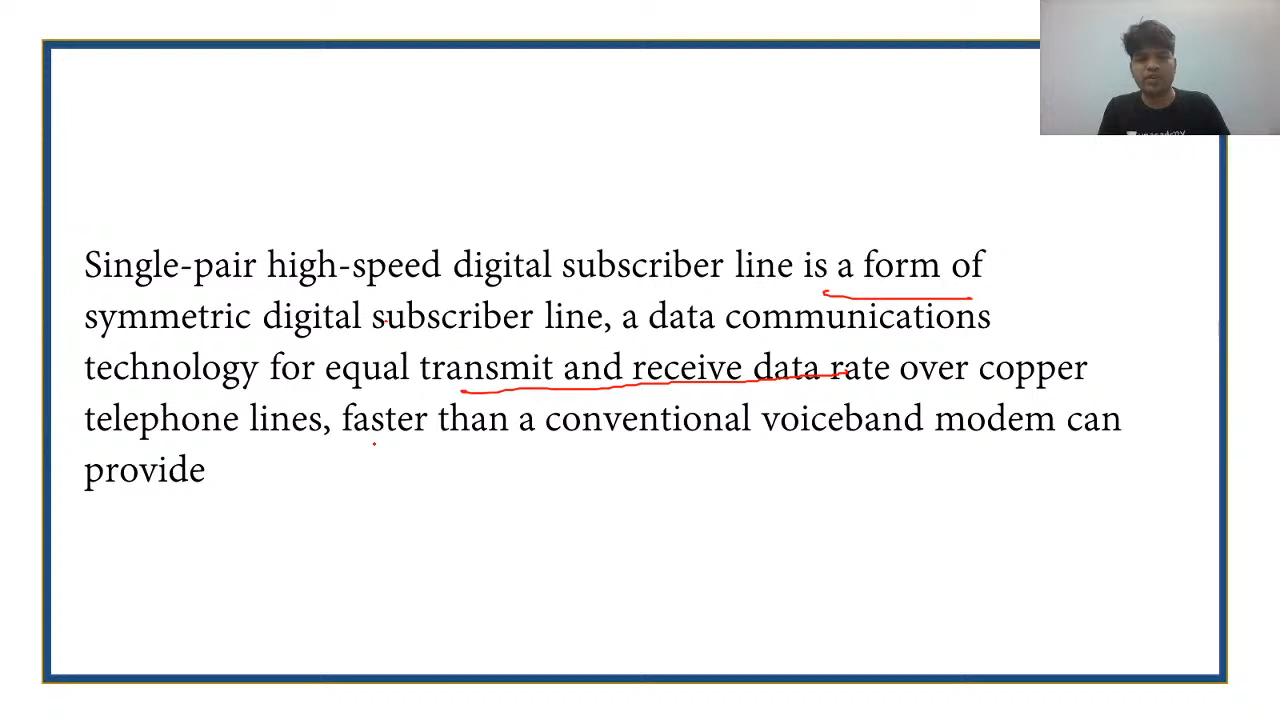 Single-pair high-speed digital subscriber line is a form of
symmetric digital subscriber line, a data communications
technology for equal transmit and receive data rate over copper
telephone lines, faster than a conventional voiceband modem can
provide